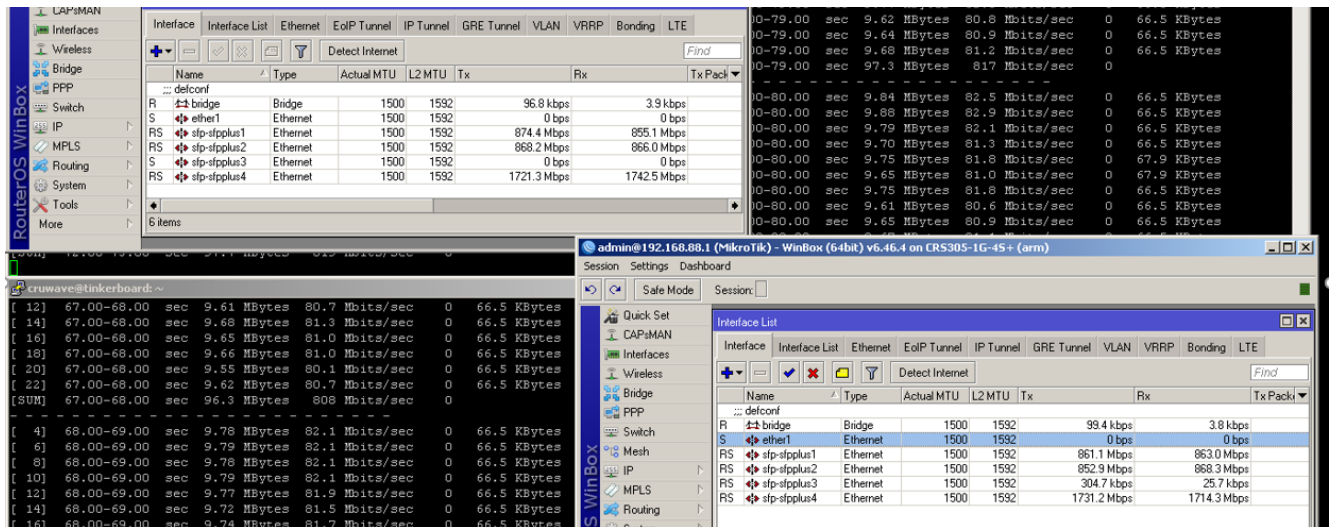 CAPsMAN
Interfaces
Wireless
Bridge
PPP
Switch
IP
MPLS
Routing
System
Tools
More
RouterOS WinBox
Interface Interface List Ethernet EoIP Tunnel IP Tunnel GRE Tunnel VLAN VRRP Bonding LTE
Detect Internet Find
Name Type Actual MTU L2 MTU Tx Rx Tx Pack
;;; defconf
R bridge Bridge 1500 1592 96.8 kbps 3.9 kbps
S ether1 Ethernet 1500 1592 0 bps 0 bps
RS sfp-sfpplus1 Ethernet 1500 1592 874.4 Mbps 855.1 Mbps
RS sfp-sfpplus2 Ethernet 1500 1592 868.2 Mbps 866.0 Mbps
S sfp-sfpplus3 Ethernet 1500 1592 0 bps 0 bps
RS sfp-sfpplus4 Ethernet 1500 1592 1721.3 Mbps 1742.5 Mbps
6 items
00-79.00 sec 9.62 MBytes 80.8 Mbits/sec 0 66.5 KBytes
00-79.00 sec 9.64 MBytes 80.9 Mbits/sec 0 66.5 KBytes
00-79.00 sec 9.68 MBytes 81.2 Mbits/sec 0 66.5 KBytes
00-79.00 sec 97.3 MBytes 817 Mbits/sec 0
- - - - - - - - - - - - - - -
00-80.00 sec 9.84 MBytes 82.5 Mbits/sec 0 66.5 KBytes
00-80.00 sec 9.88 MBytes 82.9 Mbits/sec 0 66.5 KBytes
00-80.00 sec 9.79 MBytes 82.1 Mbits/sec 0 66.5 KBytes
00-80.00 sec 9.70 MBytes 81.3 Mbits/sec 0 66.5 KBytes
00-80.00 sec 9.75 MBytes 81.8 Mbits/sec 0 67.9 KBytes
00-80.00 sec 9.65 MBytes 81.0 Mbits/sec 0 67.9 KBytes
00-80.00 sec 9.75 MBytes 81.8 Mbits/sec 0 66.5 KBytes
00-80.00 sec 9.61 MBytes 80.6 Mbits/sec 0 66.5 KBytes
00-80.00 sec 9.65 MBytes 80.9 Mbits/sec 0 66.5 KBytes
cruwave@tinkerboard: ~
[ 12] 67.00-68.00 sec 9.61 MBytes 80.7 Mbits/sec 0 66.5 KBytes
[ 14] 67.00-68.00 sec 9.68 MBytes 81.3 Mbits/sec 0 66.5 KBytes
[ 16] 67.00-68.00 sec 9.65 MBytes 81.0 Mbits/sec 0 66.5 KBytes
[ 18] 67.00-68.00 sec 9.66 MBytes 81.0 Mbits/sec 0 66.5 KBytes
[ 20] 67.00-68.00 sec 9.55 MBytes 80.1 Mbits/sec 0 66.5 KBytes
[ 22] 67.00-68.00 sec 9.62 MBytes 80.7 Mbits/sec 0 66.5 KBytes
[SUM] 67.00-68.00 sec 96.3 MBytes 808 Mbits/sec 0
- - - - - - - - - - - - - - - - - - - - - - - - -
[ 4] 68.00-69.00 sec 9.78 MBytes 82.1 Mbits/sec 0 66.5 KBytes
[ 6] 68.00-69.00 sec 9.79 MBytes 82.1 Mbits/sec 0 66.5 KBytes
[ 8] 68.00-69.00 sec 9.78 MBytes 82.1 Mbits/sec 0 66.5 KBytes
[ 10] 68.00-69.00 sec 9.79 MBytes 82.1 Mbits/sec 0 66.5 KBytes
[ 12] 68.00-69.00 sec 9.77 MBytes 81.9 Mbits/sec 0 66.5 KBytes
[ 14] 68.00-69.00 sec 9.72 MBytes 81.5 Mbits/sec 0 66.5 KBytes
[ 16] 68.00-69.00 sec 9.74 MBytes 81.7 Mbits/sec 0 66.5 KBytes
admin@192.168.88.1 (MikroTik) - WinBox (64bit) v6.46.4 on CRS305-1G-4S+ (arm)
Session Settings Dashboard
Safe Mode Session:
Quick Set
CAPsMAN
Interfaces
Wireless
Bridge
PPP
Switch
Mesh
IP
MPLS
Routing
WinBox
Interface List
Interface Interface List Ethernet EoIP Tunnel IP Tunnel GRE Tunnel VLAN VRRP Bonding LTE
Detect Internet Find
Name Type Actual MTU L2 MTU Tx Rx Tx Pack
;;; defconf
R bridge Bridge 1500 1592 99.4 kbps 3.8 kbps
S ether1 Ethernet 1500 1592 0 bps 0 bps
RS sfp-sfpplus1 Ethernet 1500 1592 861.1 Mbps 863.0 Mbps
RS sfp-sfpplus2 Ethernet 1500 1592 852.9 Mbps 868.3 Mbps
RS sfp-sfpplus3 Ethernet 1500 1592 304.7 kbps 25.7 kbps
RS sfp-sfpplus4 Ethernet 1500 1592 1731.2 Mbps 1714.3 Mbps